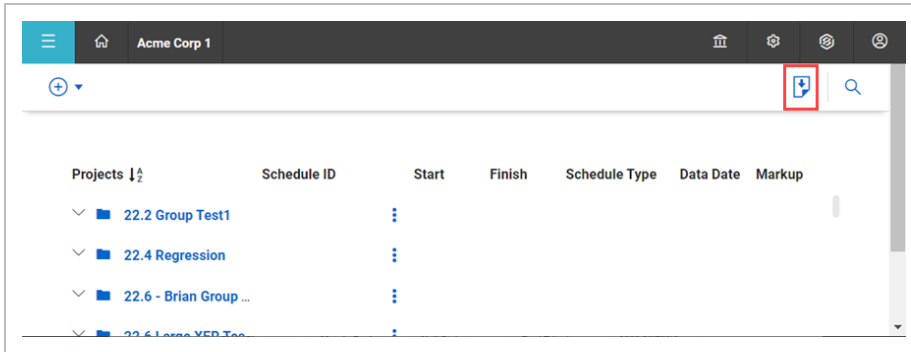 Acme Corp 1
Projects Schedule ID Start Finish Schedule Type Data Date Markup
22.2 Group Test1
22.4 Regression
22.6 - Brian Group ...